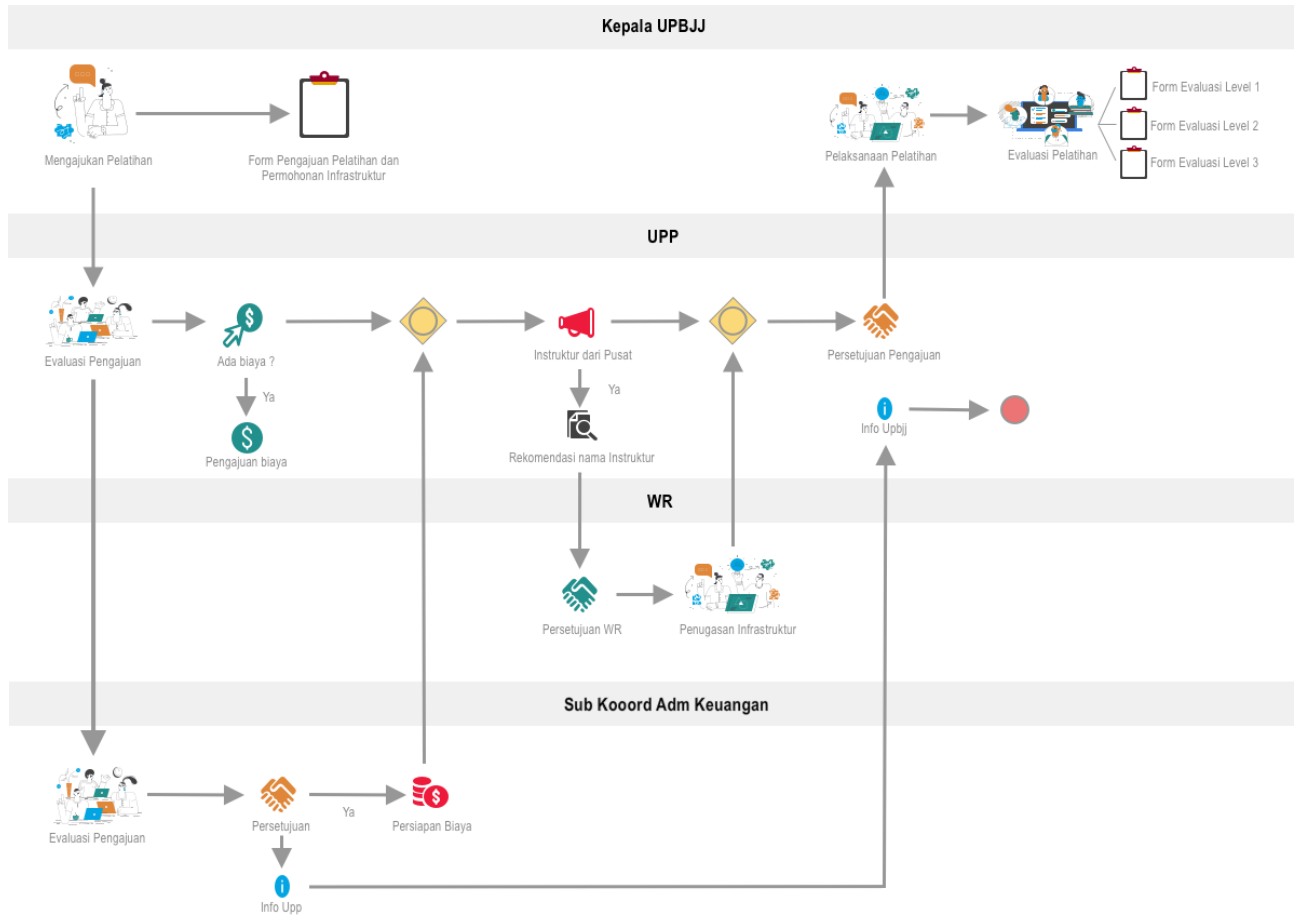 Kepala UPBJJ
Mengajukan Pelatihan
Form Pengajuan Pelatihan dan
Permohonan Infrastruktur
Pelaksanaan Pelatihan
Evaluasi Pelatihan
Form Evaluasi Level 1
Form Evaluasi Level 2
Form Evaluasi Level 3
UPP
Evaluasi Pengajuan
Ada biaya ?
Ya
Pengajuan biaya
Instruktur dari Pusat
Ya
Rekomendasi nama Instruktur
Persetujuan Pengajuan
Info Upbjj
WR
Persetujuan WR
Penugasan Infrastruktur
Sub Kooord Adm Keuangan
Evaluasi Pengajuan
Persetujuan
Ya
Persiapan Biaya
Info Upp